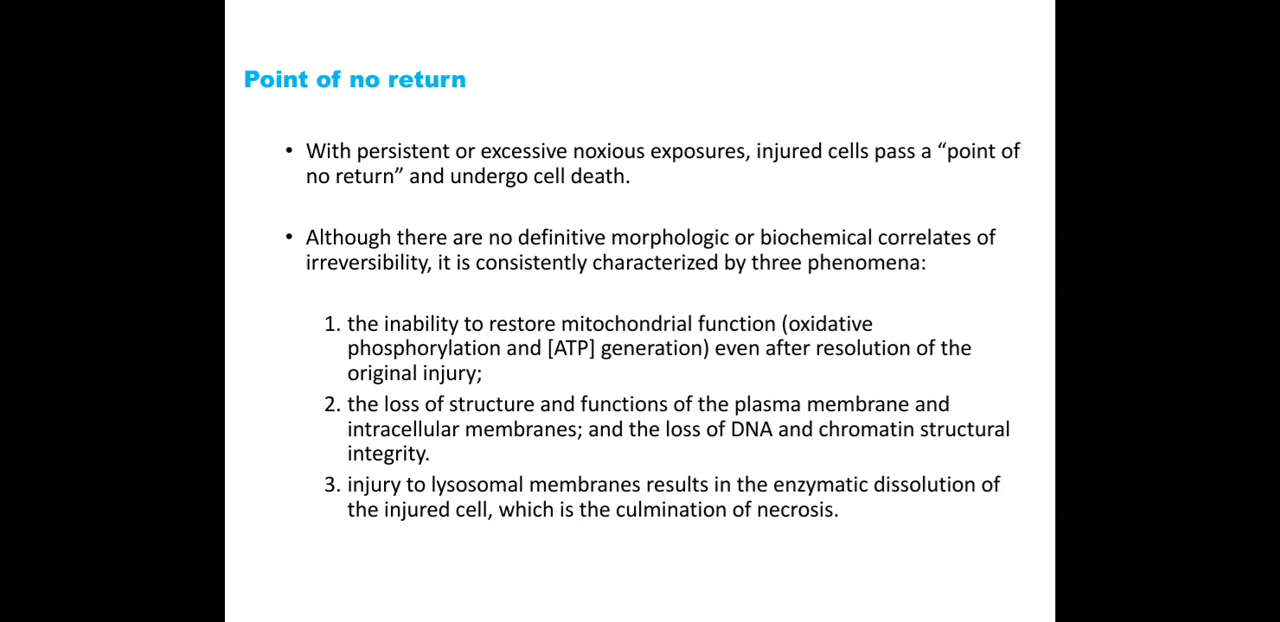 Point of no return
• With persistent or excessive noxious exposures, injured cells pass a “point of
no return” and undergo cell death.
• Although there are no definitive morphologic or biochemical correlates of
irreversibility, it is consistently characterized by three phenomena:
1. the inability to restore mitochondrial function (oxidative
phosphorylation and [ATP] generation) even after resolution of the
original injury;
2. the loss of structure and functions of the plasma membrane and
intracellular membranes; and the loss of DNA and chromatin structural
integrity.
3. injury to lysosomal membranes results in the enzymatic dissolution of
the injured cell, which is the culmination of necrosis.